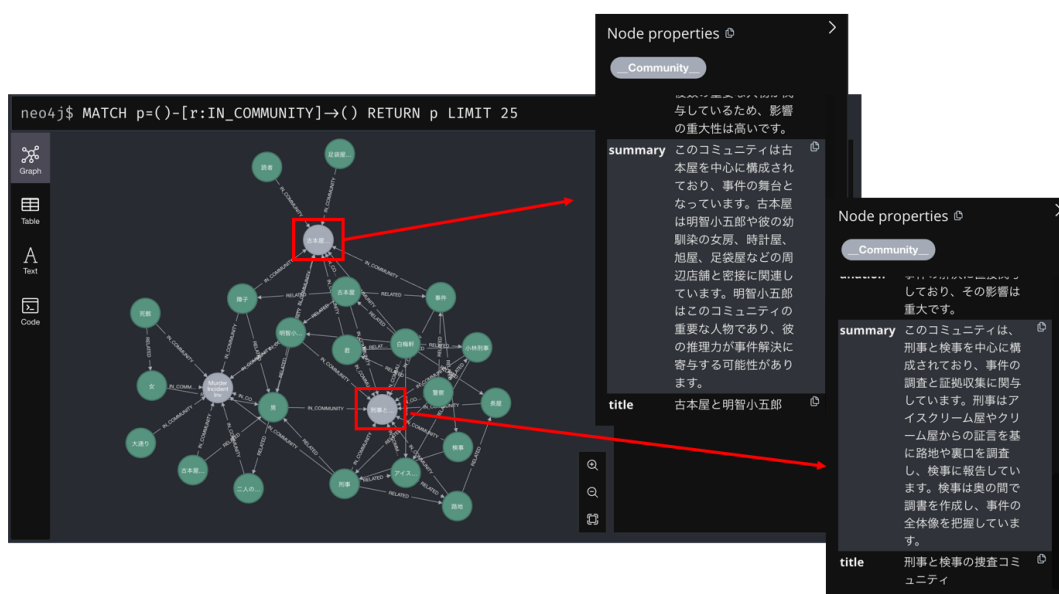 neo4j$ MATCH p=()-[r:IN_COMMUNITY]→() RETURN p LIMIT 25
Graph
Table
Text
Code
読者
足袋屋…
古本屋…
障子
古本屋
事件
明智小…
君
白梅軒
小林刑事
死骸
女
Murder
Incident
Inv
男
刑事と…
警察
長屋
大通り
古本屋…
二人の…
刑事
アイス…
検事
路地
IN_COMMUNITY
IN_COMMUNITY
IN_COMMUNITY
IN_COMMUNITY
RELATED
RELATED
RELATED
RELATED
IN_COMMUNITY
RELATED
RELATED
Node properties
__Community__
与しているため、影響
の重大性は高いです。
summary このコミュニティは古
本屋を中心に構成され
ており、事件の舞台と
なっています。古本屋
は明智小五郎や彼の幼
馴染の女房、時計屋、
旭屋、足袋屋などの周
辺店舗と密接に関連し
ています。明智小五郎
はこのコミュニティの
重要な人物であり、彼
の推理力が事件解決に
寄与する可能性があり
ます。
title 古本屋と明智小五郎
Node properties
__Community__
しており、その影響は
重大です。
summary このコミュニティは、
刑事と検事を中心に構
成されており、事件の
調査と証拠収集に関与
しています。刑事はア
イスクリーム屋やクリ
ーム屋からの証言を基
に路地や裏口を調査
し、検事に報告してい
ます。検事は奥の間で
調書を作成し、事件の
全体像を把握していま
す。
title 刑事と検事の捜査コミ
ュニティ